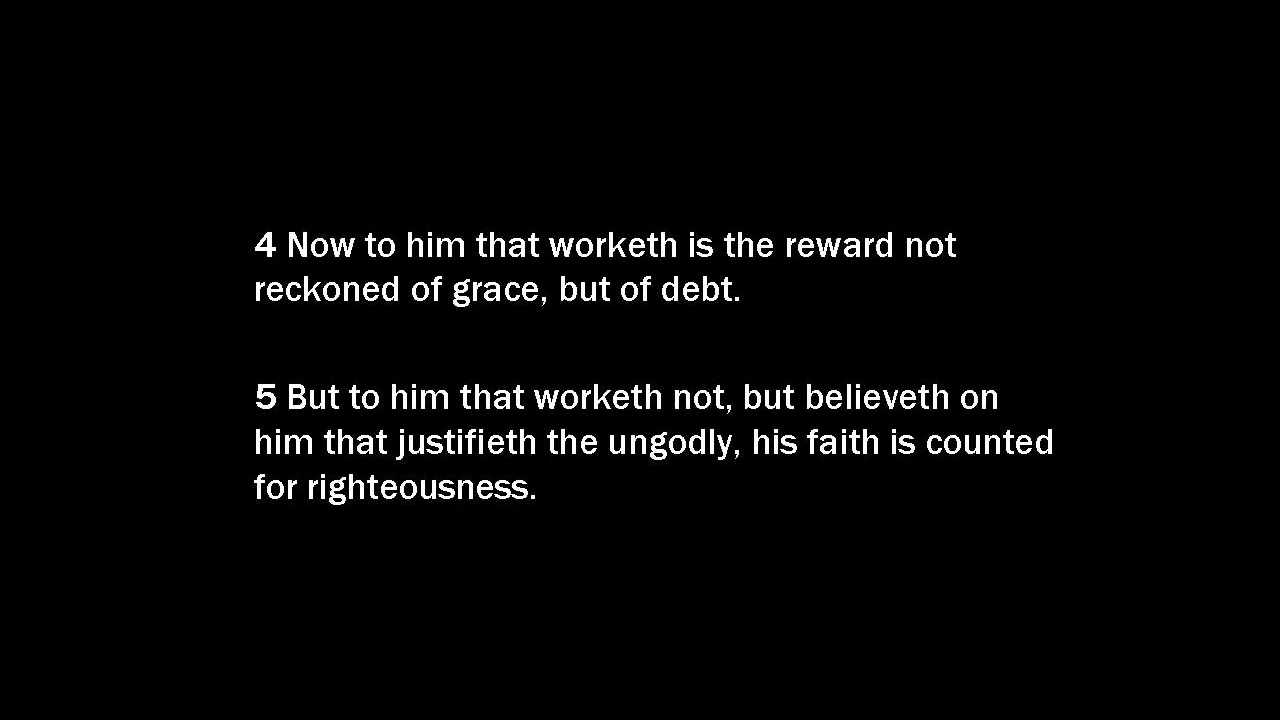 4 Now to him that worketh is the reward not
reckoned of grace, but of debt.
5 But to him that worketh not, but believeth on
him that justifieth the ungodly, his faith is counted
for righteousness.